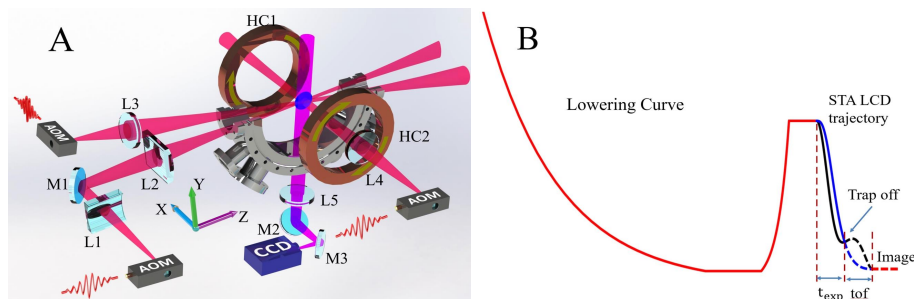 A
HC1
B
L3
AOM
HC2
L2
M1
L4
L5
Y
X
Z
L1
M2
AOM
CCD
M3
AOM
Lowering Curve
STA LCD
trajectory
Trap off
Image
t_exp
tof